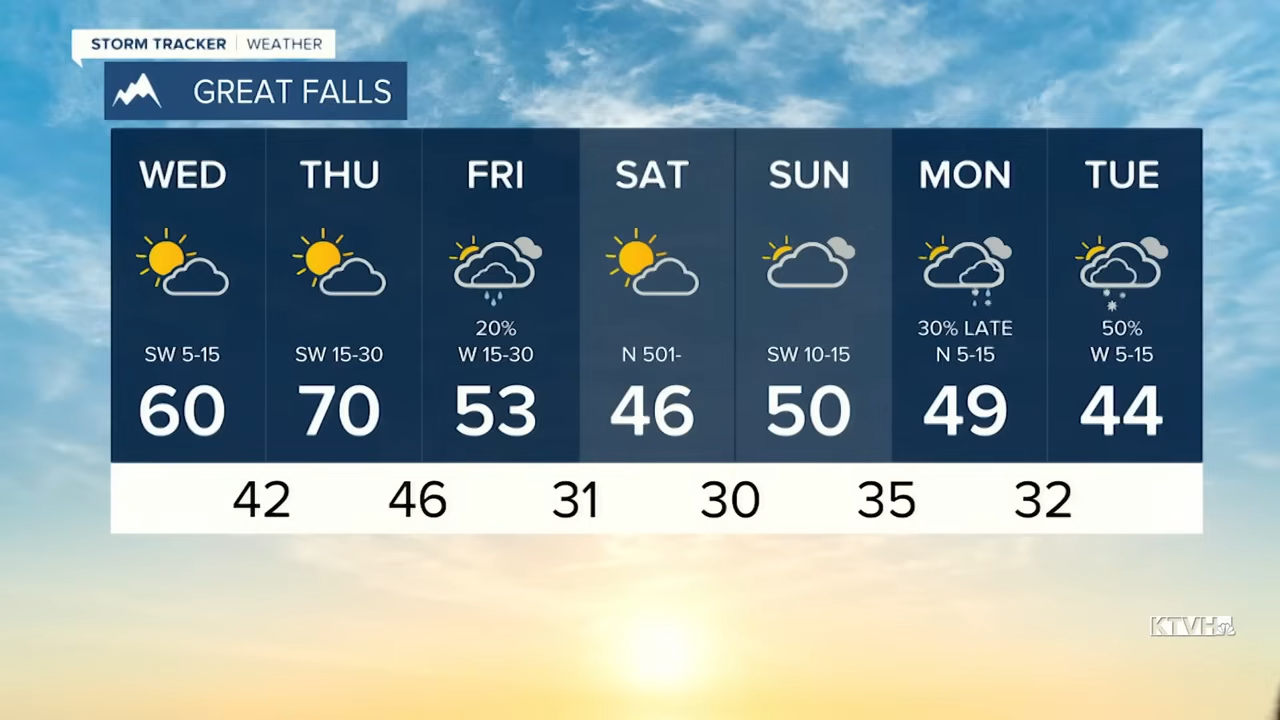 STORM TRACKER | WEATHER
GREAT FALLS
WED THU FRI SAT SUN MON TUE
20% 30% LATE 50%
SW 5-15 SW 15-30 W 15-30 N 501- SW 10-15 N 5-15 W 5-15
60 70 53 46 50 49 44
42 46 31 30 35 32
KTVH